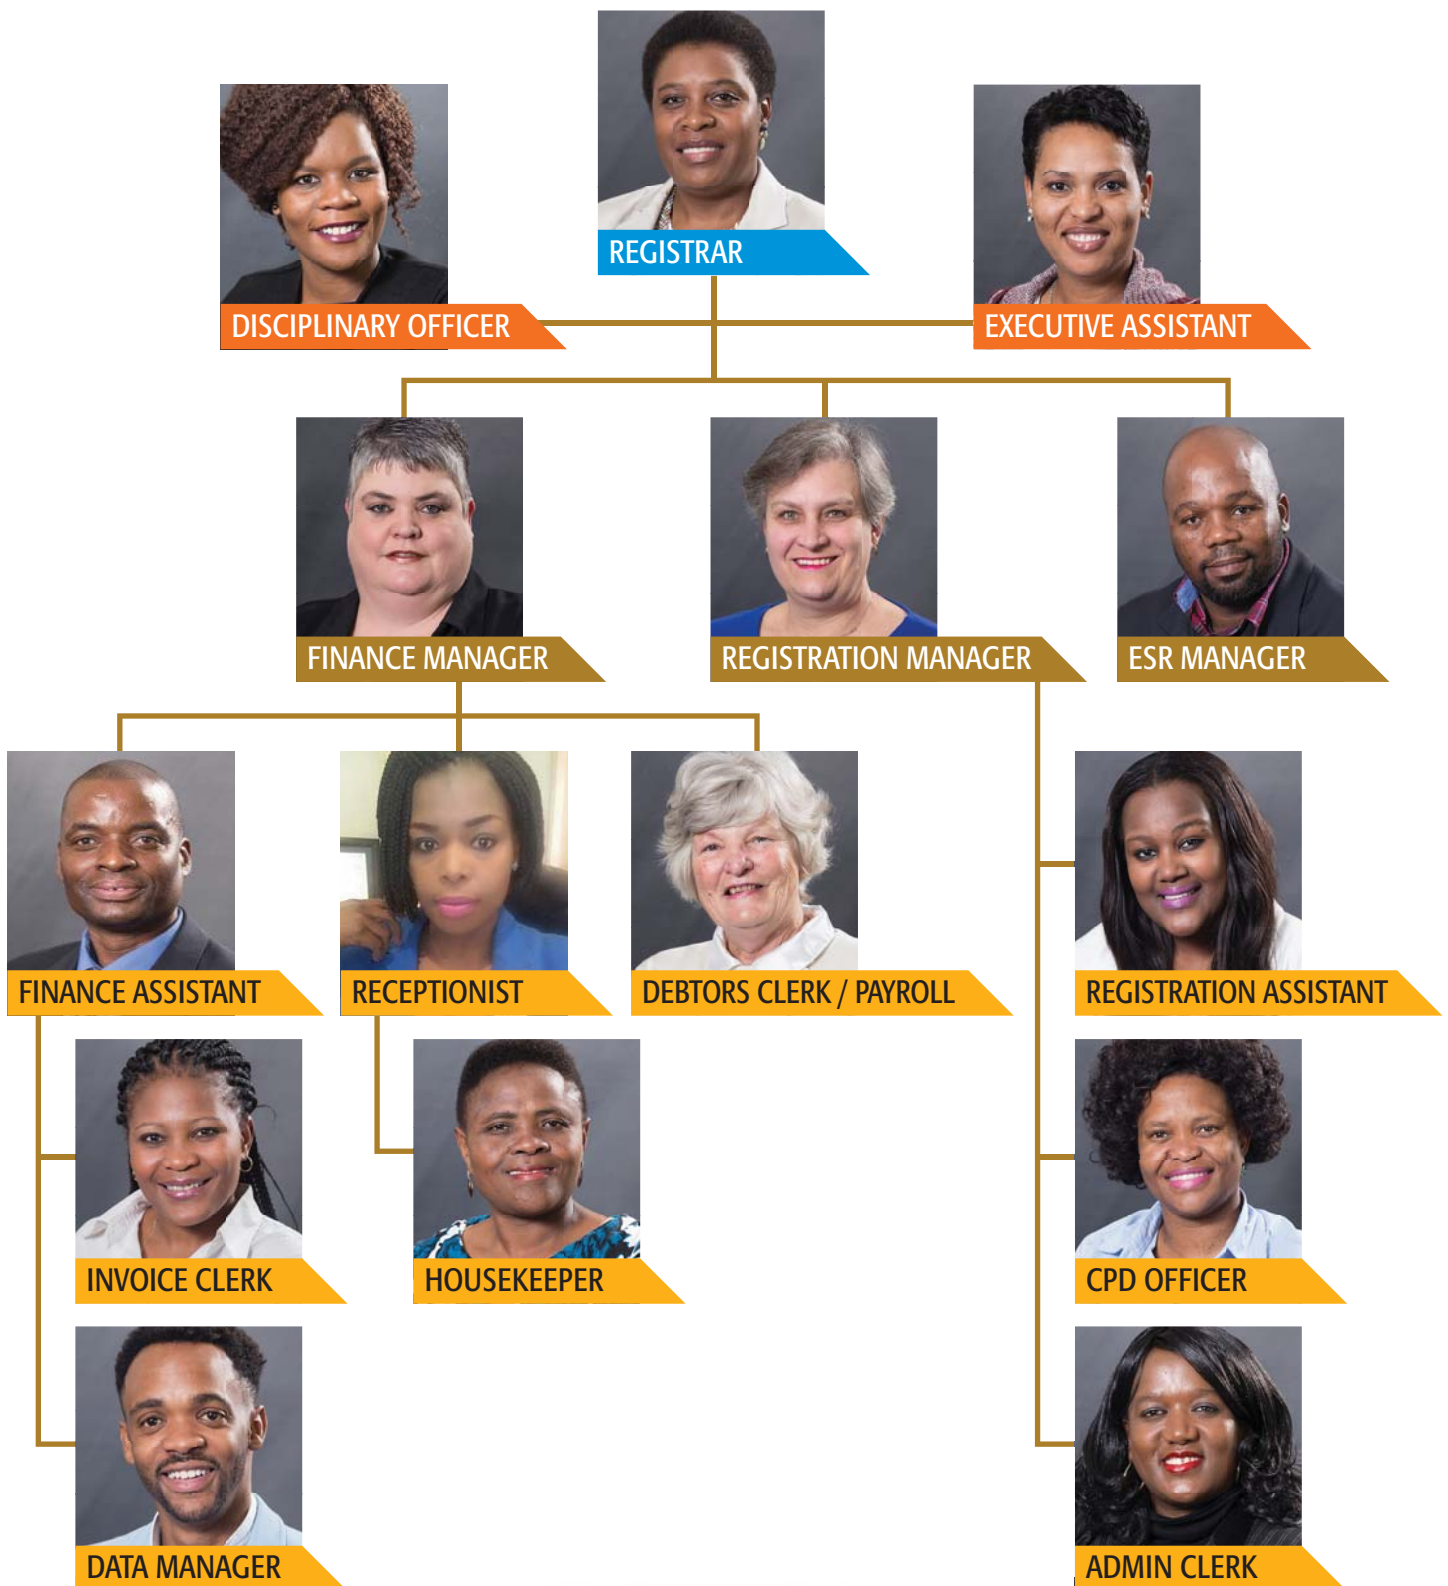 REGISTRAR
DISCIPLINARY OFFICER
EXECUTIVE ASSISTANT
FINANCE MANAGER
REGISTRATION MANAGER
ESR MANAGER
FINANCE ASSISTANT
RECEPTIONIST
DEBTORS CLERK / PAYROLL
REGISTRATION ASSISTANT
INVOICE CLERK
HOUSEKEEPER
CPD OFFICER
DATA MANAGER
ADMIN CLERK